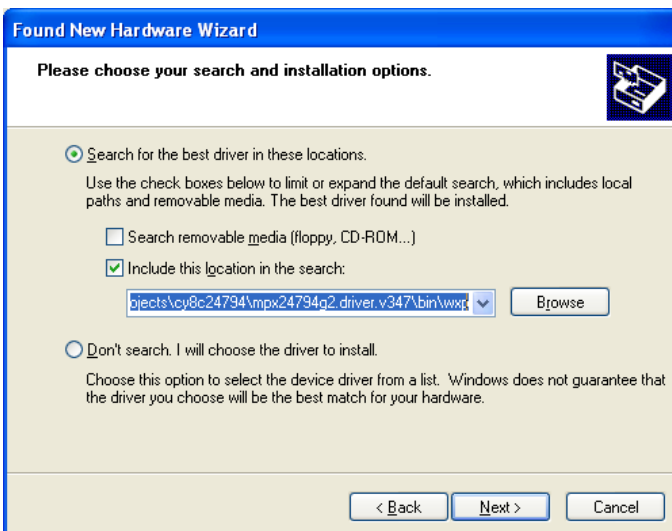 Found New Hardware Wizard
Please choose your search and installation options.
Search for the best driver in these locations.
Use the check boxes below to limit or expand the default search, which includes local
paths and removable media. The best driver found will be installed.
Search removable media (floppy, CD-ROM...)
Include this location in the search:
ojects\cy8c24794\mpx24794g2.driver.v347\bin\wxp
Browse
Don't search. I will choose the driver to install.
Choose this option to select the device driver from a list. Windows does not guarantee that
the driver you choose will be the best match for your hardware.
< Back
Next >
Cancel